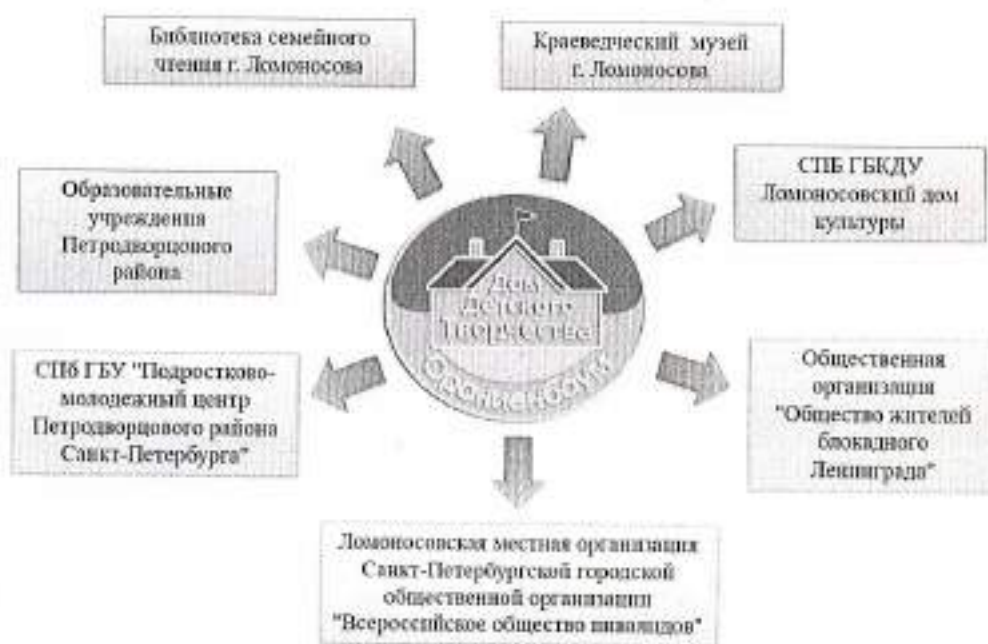 Библиотека семейного
чтения г. Ломоносова
Краеведческий музей
г. Ломоносова
Образовательные
учреждения
Петродворцового
района
СПБ ГБКДУ
Ломоносовский дом
культуры
Дом
Детского
Творчества
Ораниенбаум
СПб ГБУ "Подростково-
молодежный центр
Петродворцового района
Санкт-Петербурга"
Общественная
организация
"Общество жителей
блокадного
Ленинграда"
Ломоносовская местная организация
Санкт-Петербургской городской
общественной организации
"Всероссийское общество инвалидов"